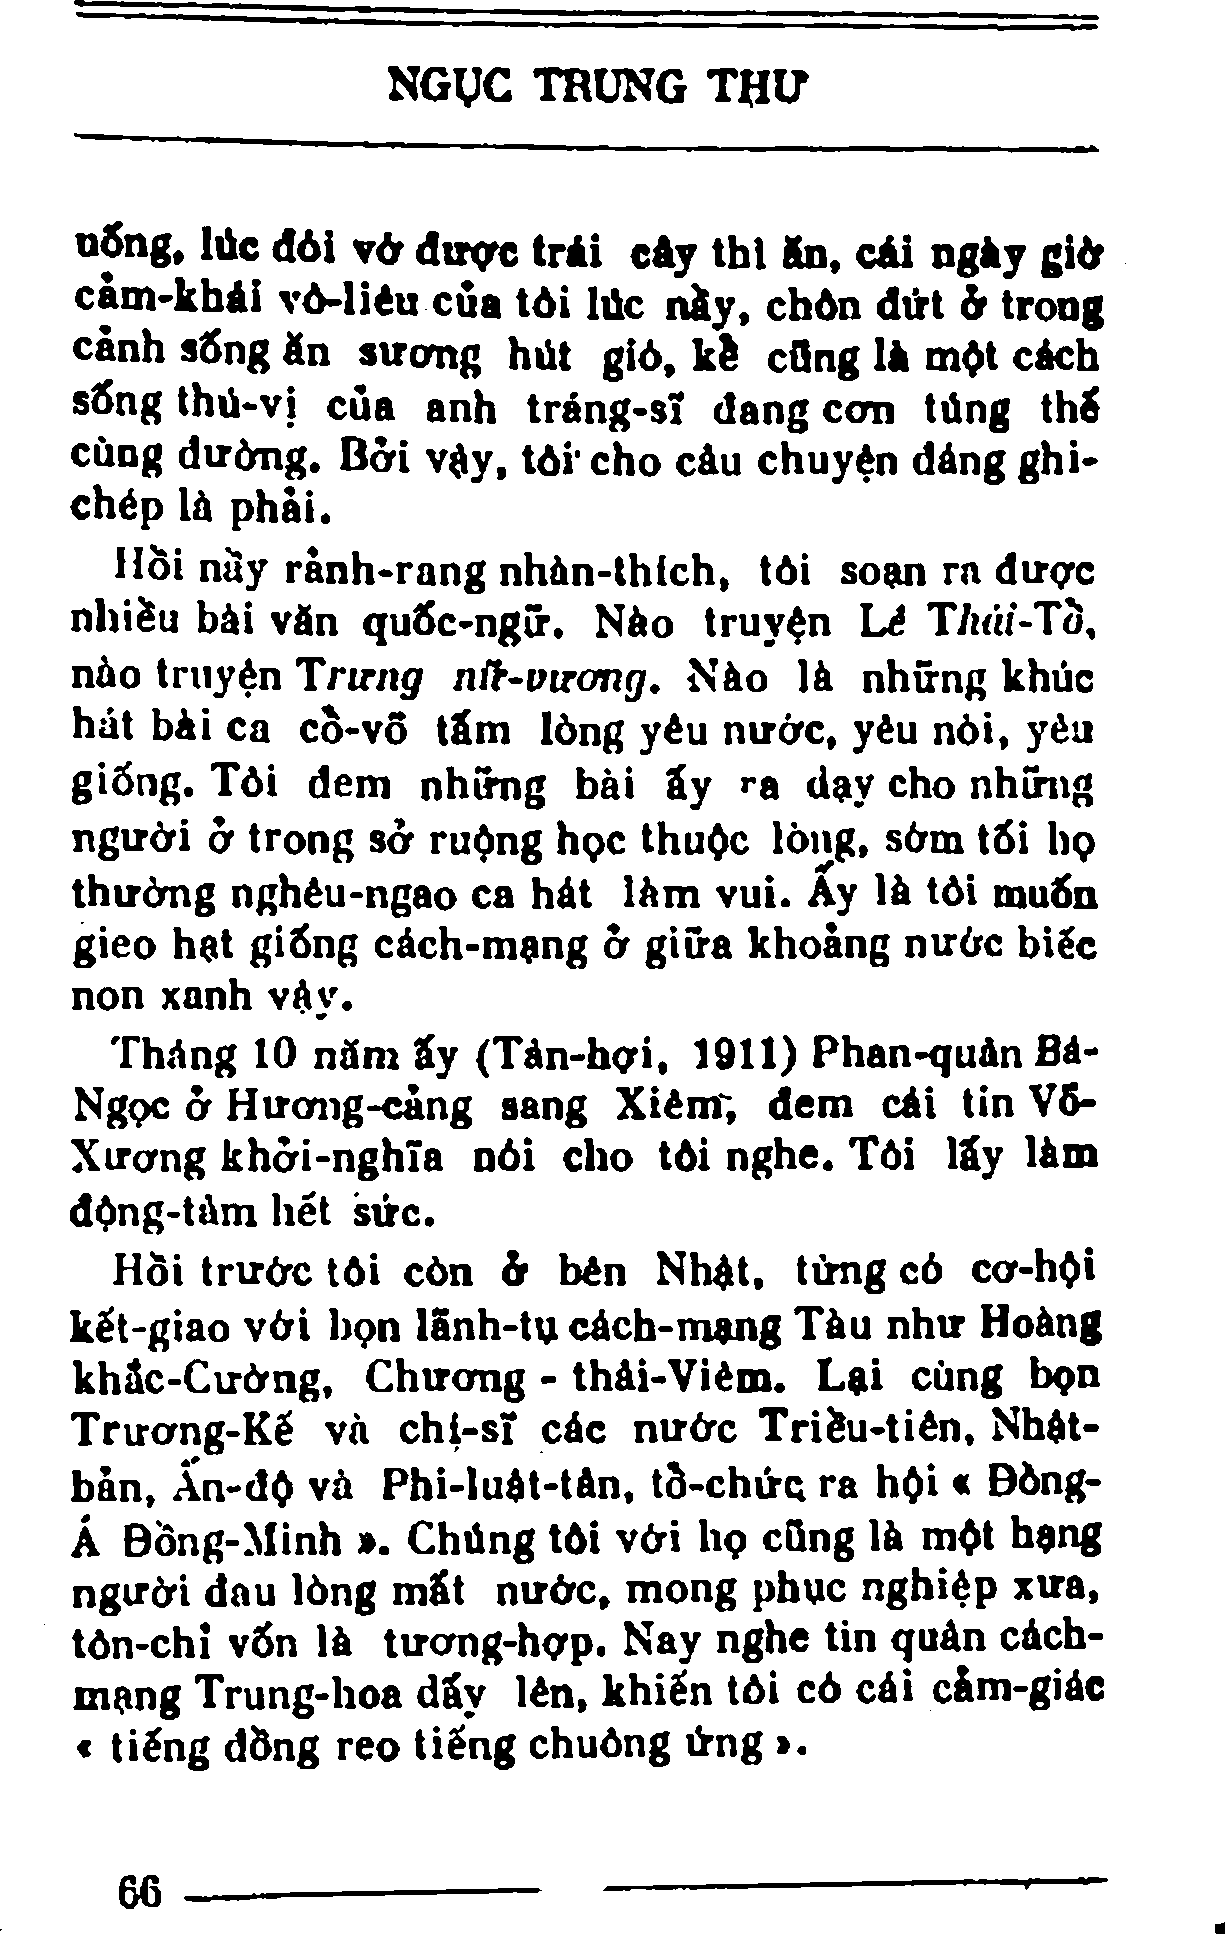 NGỤC TRUNG THƯ
uống, lúc đói vớ được trái cây thì ăn, cái ngày giờ
cảm-khái vô-liêu của tôi lúc nầy, chôn dứt ở trong
cảnh sống ăn sương hút gió, kể cũng là một cách
sống thú-vị của anh tráng-sĩ đang cơn túng thế
cùng đường. Bởi vậy, tôi cho câu chuyện đáng ghi-
chép là phải.
Hồi nầy rảnh-rang nhàn-thích, tôi soạn ra được
nhiều bài văn quốc-ngữ. Nào truyện Lê Thái-Tổ,
nào truyện Trưng nữ-vương. Nào là những khúc
hát bài ca cổ-võ tấm lòng yêu nước, yêu nòi, yêu
giống. Tôi đem những bài ấy ra dạy cho những
người ở trong sở ruộng học thuộc lòng, sớm tối họ
thường nghêu-ngao ca hát làm vui. Ấy là tôi muốn
gieo hạt giống cách-mạng ở giữa khoảng nước biếc
non xanh vậy.
Tháng 10 năm ấy (Tân-hợi, 1911) Phan-quân Bá-
Ngọc ở Hương-cảng sang Xiêm, đem cái tin Võ-
Xương khởi-nghĩa nói cho tôi nghe. Tôi lấy làm
động-tâm hết sức.
Hồi trước tôi còn ở bên Nhật, từng có cơ-hội
kết-giao với bọn lãnh-tụ cách-mạng Tàu như Hoàng
khắc-Cường, Chương - thái-Viêm. Lại cùng bọn
Trương-Kế và chí-sĩ các nước Triều-tiên, Nhật-
bản, Ấn-độ và Phi-luật-tân, tổ-chức ra hội « Đông-
Á Đồng-Minh ». Chúng tôi với họ cũng là một hạng
người đau lòng mất nước, mong phục nghiệp xưa,
tôn-chỉ vốn là tương-hợp. Nay nghe tin quân cách-
mạng Trung-hoa dấy lên, khiến tôi có cái cảm-giác
« tiếng đồng reo tiếng chuông ứng ».
66